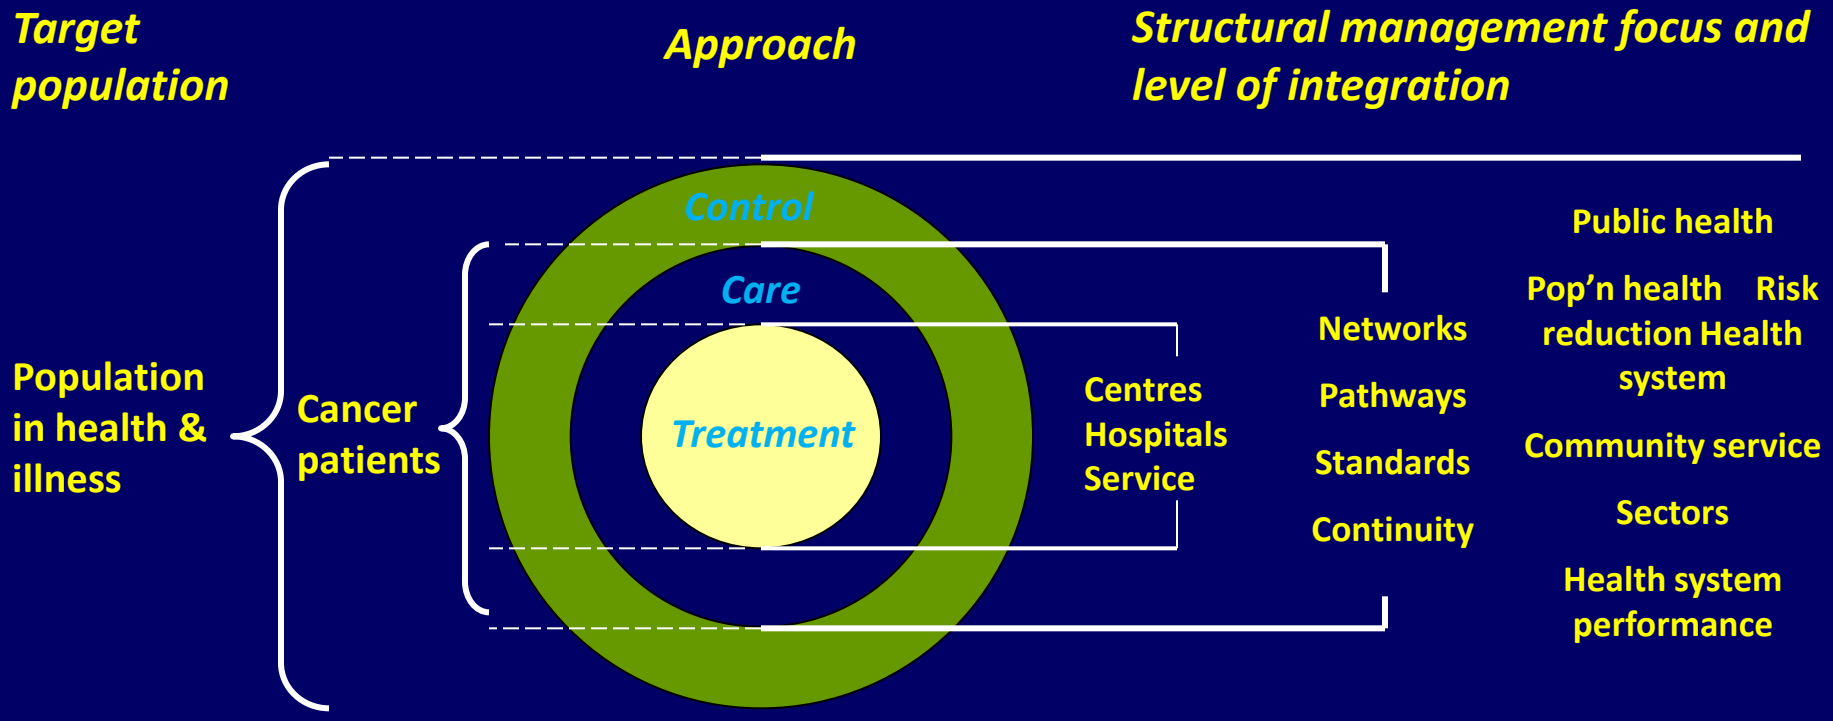 Target
population
Approach
Structural management focus and
level of integration
Control
Care
Treatment
Population
in health &
illness
Cancer
patients
Centres
Hospitals
Service
Networks
Pathways
Standards
Continuity
Public health
Pop’n health Risk
reduction Health
system
Community service
Sectors
Health system
performance